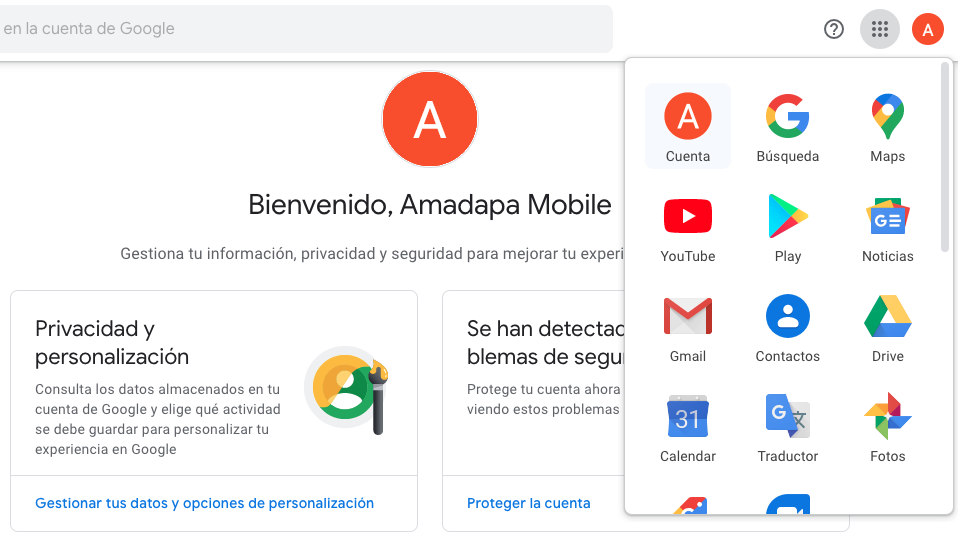 en la cuenta de Google
A
A
Bienvenido, Amadapa Mobile
Gestiona tu información, privacidad y seguridad para mejorar tu experi
Privacidad y
personalización
Consulta los datos almacenados en tu
cuenta de Google y elige qué actividad
se debe guardar para personalizar tu
experiencia en Google
Gestionar tus datos y opciones de personalización
Se han detectad
blemas de segu
Protege tu cuenta ahora
viendo estos problemas
Proteger la cuenta
A
Cuenta
Búsqueda
Maps
YouTube
Play
GE
Noticias
Gmail
Contactos
Drive
31
Calendar
G 文
Traductor
Fotos